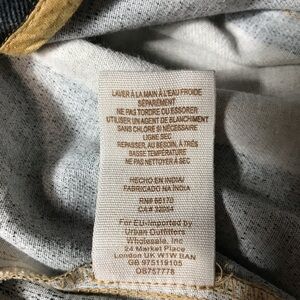 LAVER À LA MAIN À L'EAU FROIDE
SÉPARÉMENT
NE PAS TORDRE OU ESSORER
UTILISER UN AGENT DE BLANCHIMENT
SANS CHLORE SI NÉCESSAIRE
LIGNE SEC
REPASSER, AU BESOIN, À TRÈS
BASSE TEMPÉRATURE
NE PAS NETTOYER À SEC
HECHO EN INDIA/
FABRICADO NA ÍNDIA
RN# 66170
CA# 32054
For EU-Imported by
Urban Outfitters
Wholesale, Inc
24 Market Place
London UK W1W 8AN
GB 975119105
OB757778